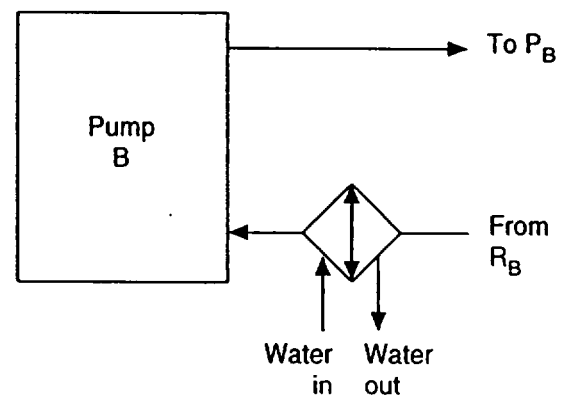 To P_B
Pump
B
From
R_B
Water
in
Water
out